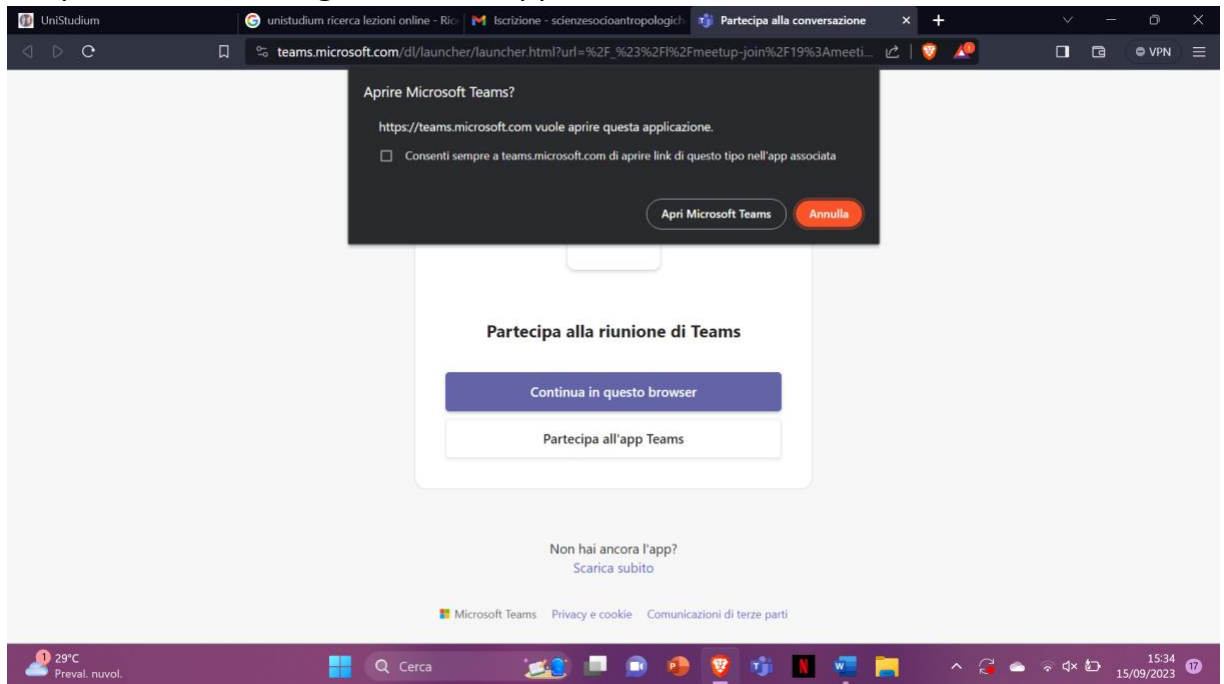 UniStudium
unistudium ricerca lezioni online - Ric
Iscrizione - scienzesocioantropologich
Partecipa alla conversazione
teams.microsoft.com/dl/launcher/launcher.html?url=%2F_%23%2Fl%2Fmeetup-join%2F19%3Ameeti...
VPN
Aprire Microsoft Teams?
https://teams.microsoft.com vuole aprire questa applicazione.
Consenti sempre a teams.microsoft.com di aprire link di questo tipo nell'app associata
Apri Microsoft Teams
Annulla
Partecipa alla riunione di Teams
Continua in questo browser
Partecipa all'app Teams
Non hai ancora l'app?
Scarica subito
Microsoft Teams Privacy e cookie Comunicazioni di terze parti
1
29°C
Preval. nuvol.
Cerca
15:34
15/09/2023
17